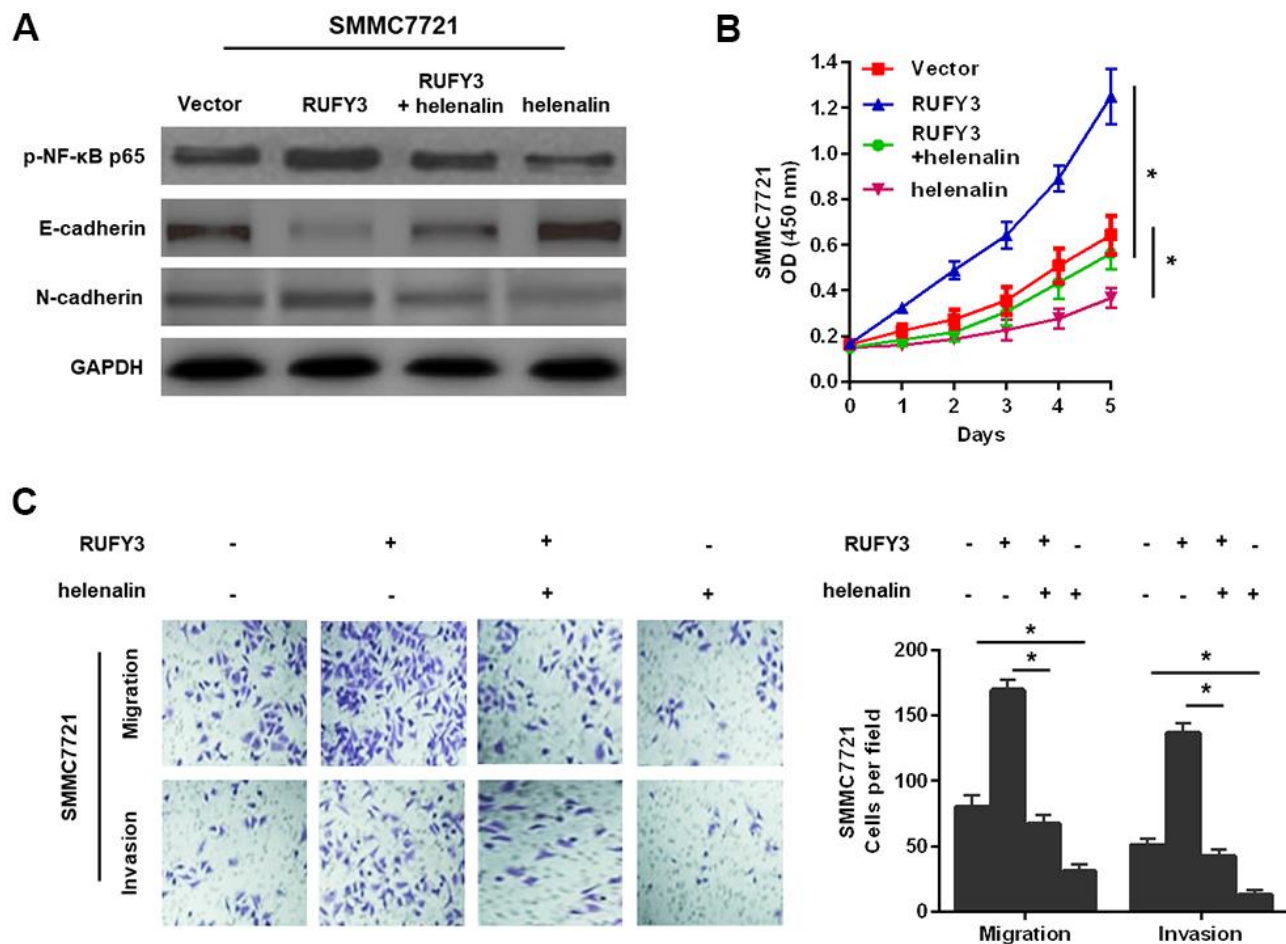 A
SMMC7721
Vector
RUFY3
RUFY3
+ helenalin
helenalin
p-NF-κB p65
E-cadherin
N-cadherin
GAPDH
B
SMMC7721
OD (450 nm)
1.4
1.2
1.0
0.8
0.6
0.4
0.2
0.0
0 1 2 3 4 5
Days
Vector
RUFY3
RUFY3
+helenalin
helenalin
*
*
C
RUFY3 - + + -
helenalin - - + +
SMMC7721
Migration
Invasion
RUFY3 - + + - - + + -
helenalin - - + + - - + +
SMMC7721
Cells per field
200
150
100
50
0
*
*
*
*
Migration Invasion